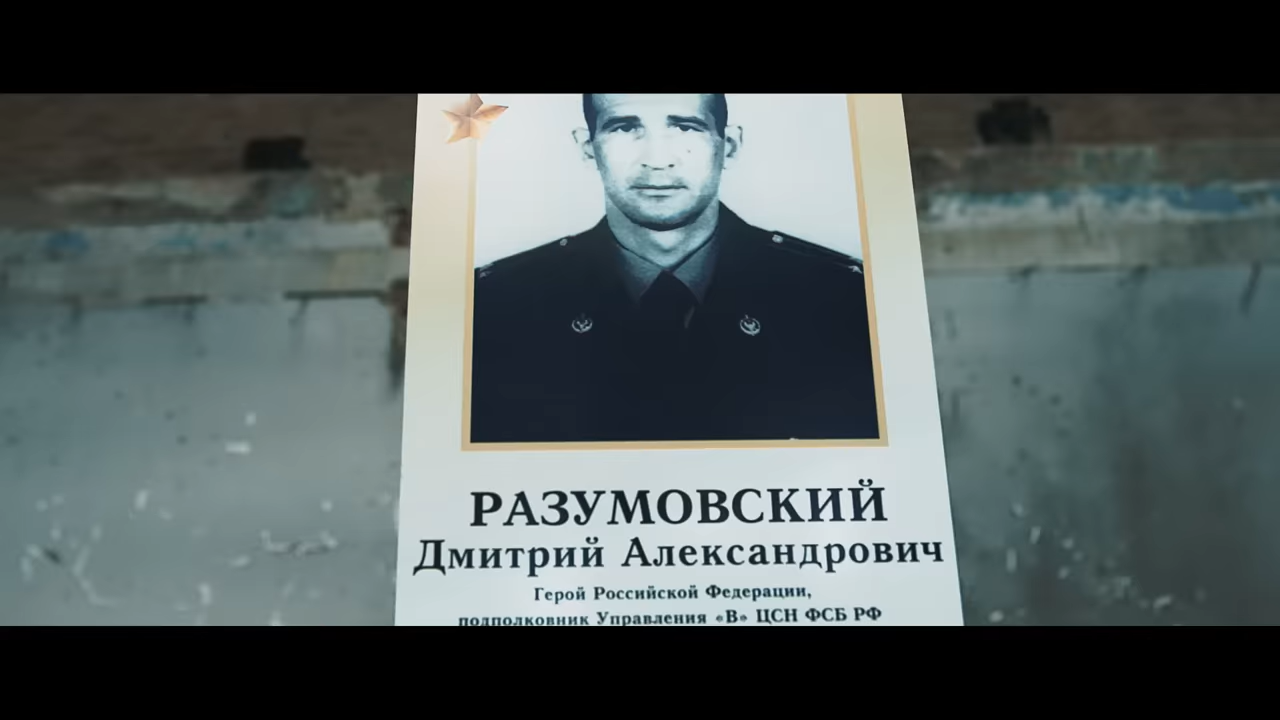 РАЗУМОВСКИЙ
Дмитрий Александрович
Герой Российской Федерации,
подполковник Управления «В» ЦСН ФСБ РФ